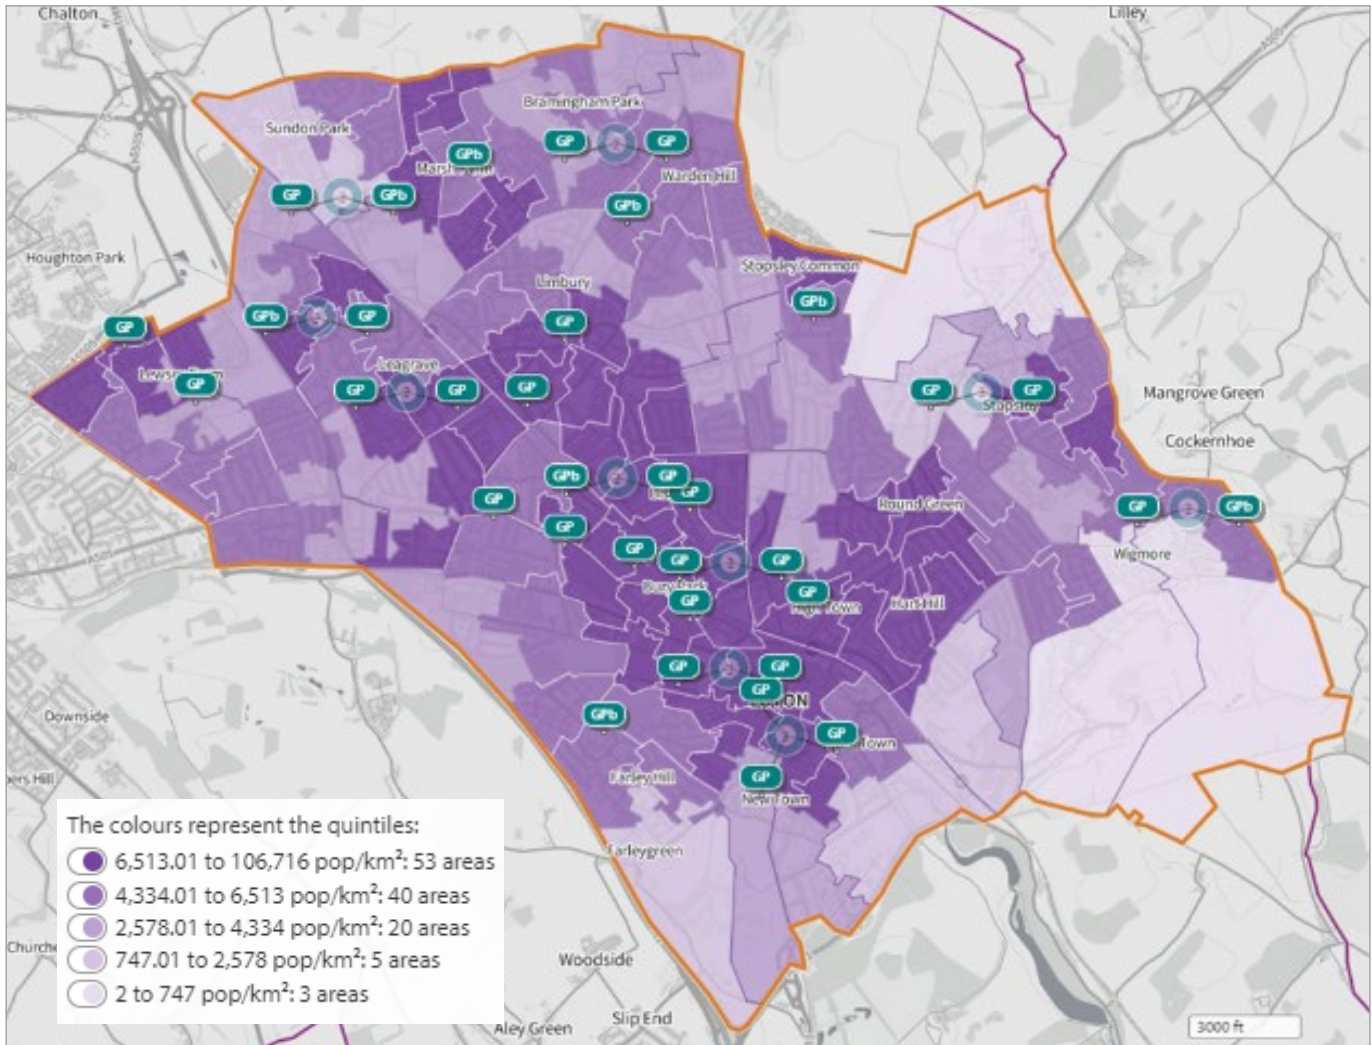 Chalton
Lilley
A505
Bramingham Park
Sundon Park
GP
GP
GPb
Warden Hill
GP
GPb
GPb
Houghton Park
Stopsley Common
Limbury
GPb
GPb
GP
GP
GP
Leagrave
GP
GP
GP
GP
GP
GP
Mangrove Green
Cockernhoe
GPb
GP
GP
GP
Round Green
GP
GPb
GP
Wigmore
GP
GP
GP
GP
GP
Hart Hill
GP
GP
GP
GPb
GP
Town
Downside
Farley Hill
GP
New Town
Farleygreen
The colours represent the quintiles:
6,513.01 to 106,716 pop/km²: 53 areas
4,334.01 to 6,513 pop/km²: 40 areas
2,578.01 to 4,334 pop/km²: 20 areas
747.01 to 2,578 pop/km²: 5 areas
2 to 747 pop/km²: 3 areas
Woodside
Slip End
Aley Green
3000 ft